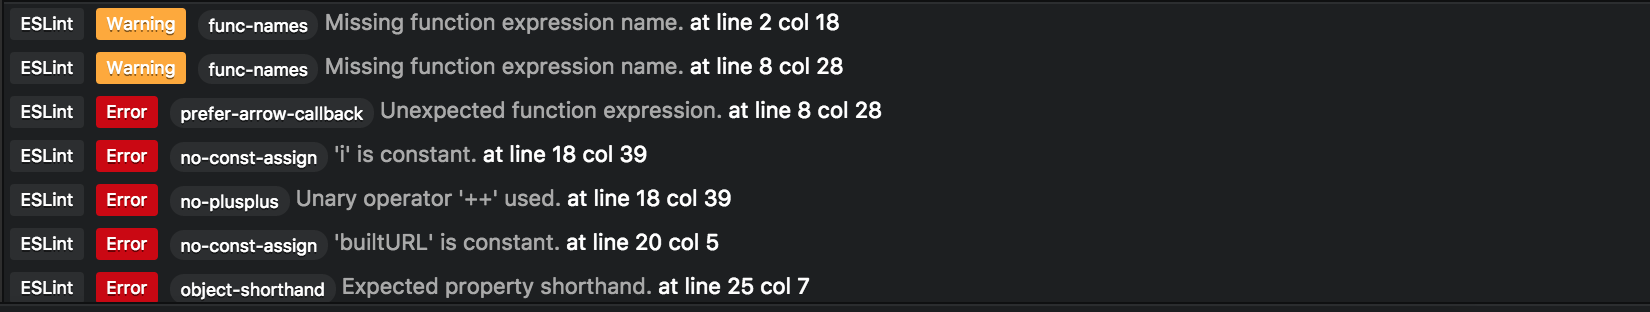 ESLint Warning func-names Missing function expression name. at line 2 col 18
ESLint Warning func-names Missing function expression name. at line 8 col 28
ESLint Error prefer-arrow-callback Unexpected function expression. at line 8 col 28
ESLint Error no-const-assign 'i' is constant. at line 18 col 39
ESLint Error no-plusplus Unary operator '++' used. at line 18 col 39
ESLint Error no-const-assign 'builtURL' is constant. at line 20 col 5
ESLint Error object-shorthand Expected property shorthand. at line 25 col 7